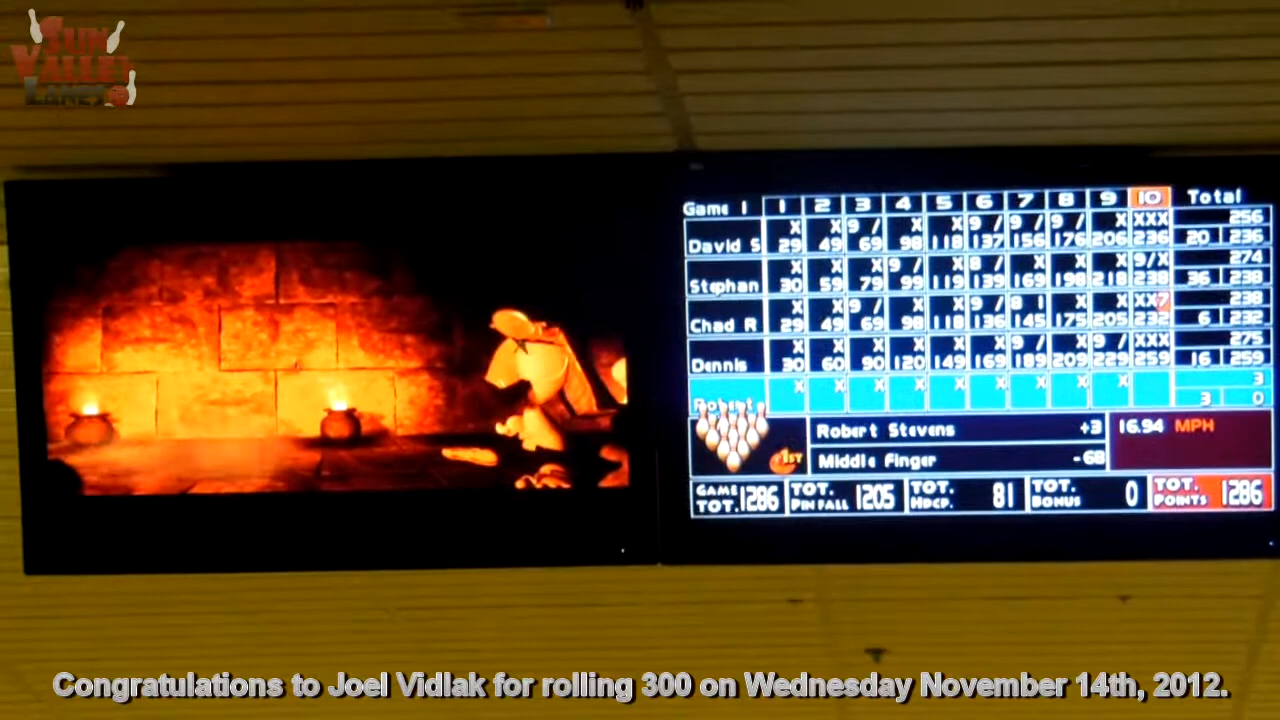 SUN
VALLEY
LANES
Game 1 1 2 3 4 5 6 7 8 9 10 Total
X X 9 / X X 9 / 9 / 9 / X XXX 256
David S 29 49 69 98 118 137 156 176 206 236 20 236
X X X 9 / X 8 / X X X 9/X 274
Stephan 30 59 79 99 119 139 169 198 218 238 36 238
X X 9 / X X 9 / 8 1 X X XX7 238
Chad R 29 49 69 98 118 136 145 175 205 232 6 232
X X X X X X 9 / X 9 / XXX 275
Dennis 30 60 90 120 149 169 189 209 229 259 16 259
X X X X X X X X X 3
3 0
Robert Stevens +3 16.94 MPH
1ST
Middle Finger -68
GAME TOT. 1286 TOT. PINFALL 1205 TOT. HDCP. 81 TOT. BONUS 0 TOT. POINTS 1286
Congratulations to Joel Vidlak for rolling 300 on Wednesday November 14th, 2012.